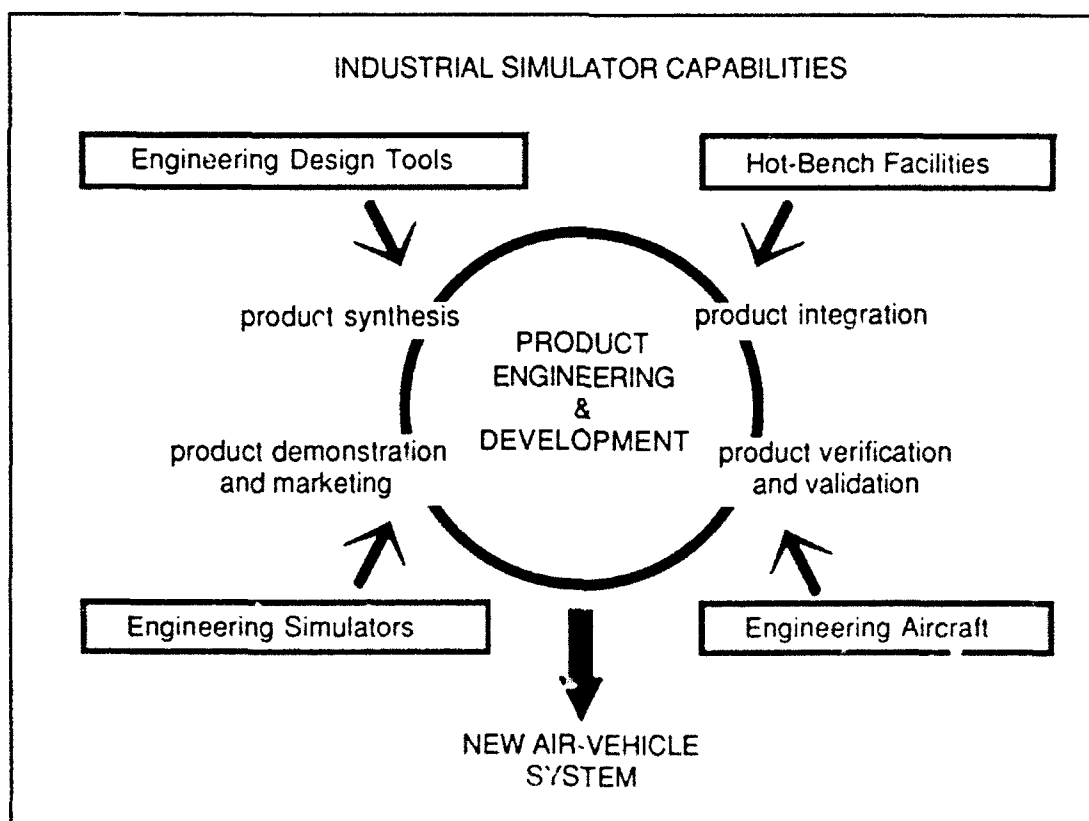 INDUSTRIAL SIMULATOR CAPABILITIES
Engineering Design Tools
Hot-Bench Facilities
product synthesis
product integration
PRODUCT
ENGINEERING
&
DEVELOPMENT
product demonstration
and marketing
product verification
and validation
Engineering Simulators
Engineering Aircraft
NEW AIR-VEHICLE
SYSTEM